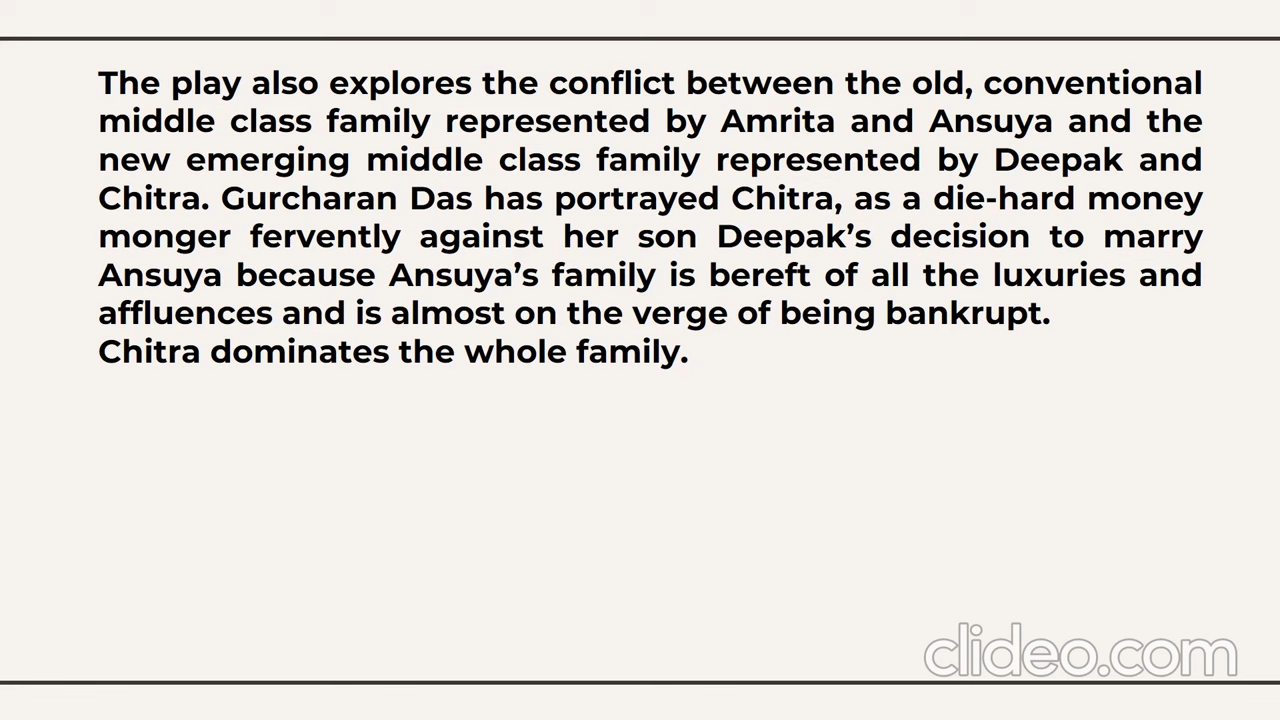 The play also explores the conflict between the old, conventional
middle class family represented by Amrita and Ansuya and the
new emerging middle class family represented by Deepak and
Chitra. Gurcharan Das has portrayed Chitra, as a die-hard money
monger fervently against her son Deepak’s decision to marry
Ansuya because Ansuya’s family is bereft of all the luxuries and
affluences and is almost on the verge of being bankrupt.
Chitra dominates the whole family.
clideo.com